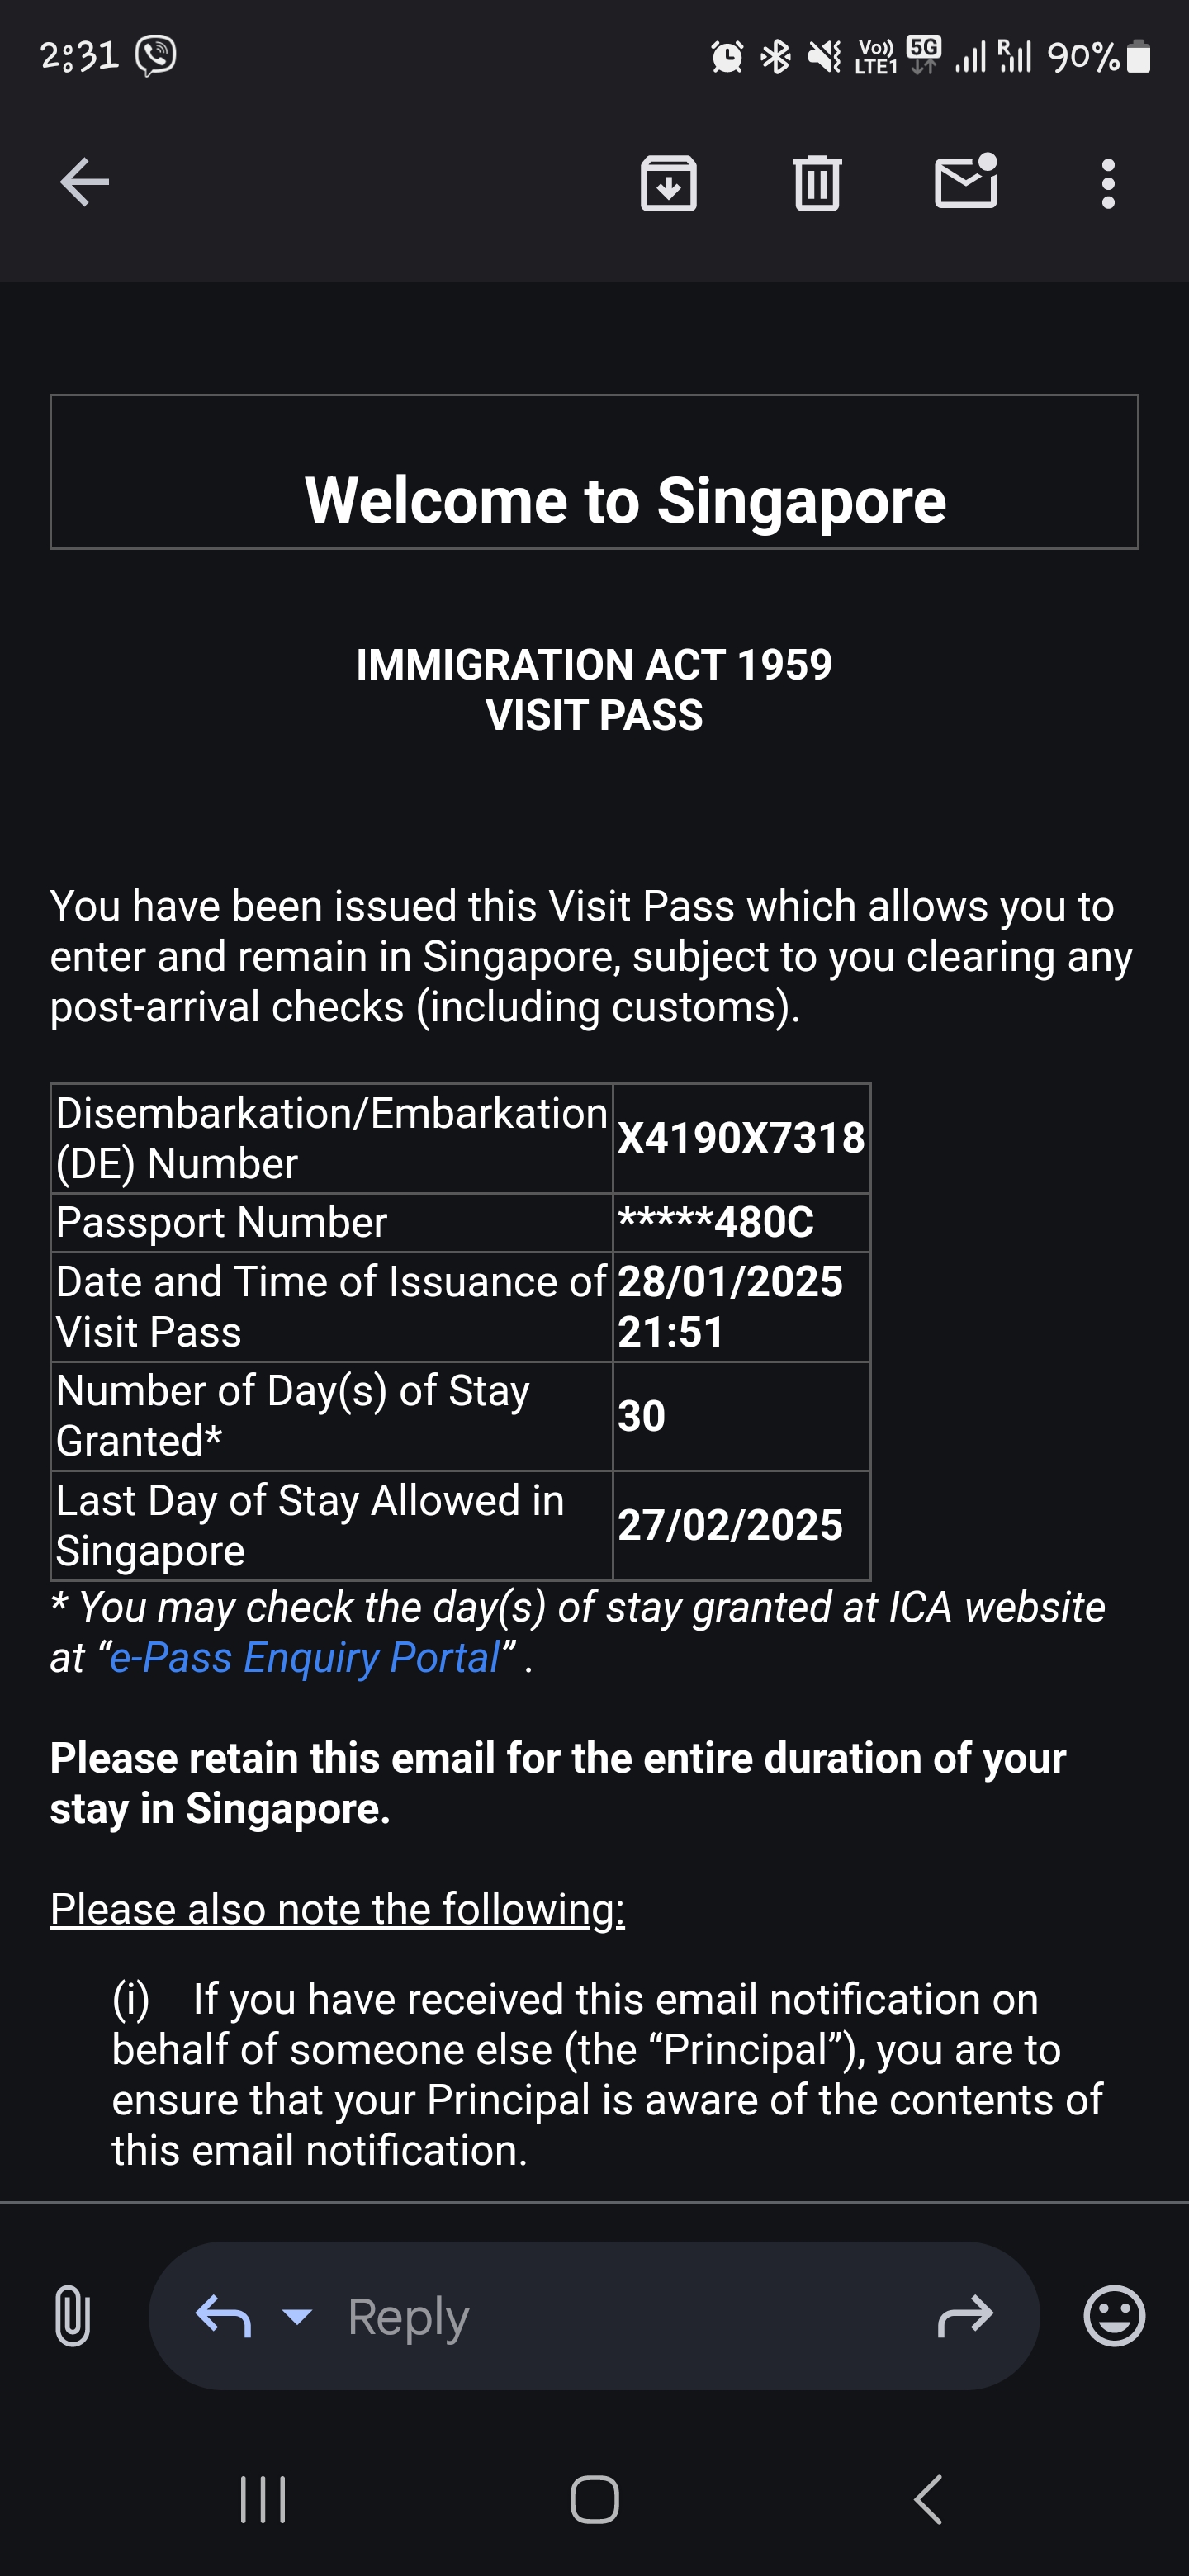 2:31
Vo)) LTE1 5G R 90%
Welcome to Singapore
IMMIGRATION ACT 1959
VISIT PASS
You have been issued this Visit Pass which allows you to
enter and remain in Singapore, subject to you clearing any
post-arrival checks (including customs).
Disembarkation/Embarkation
(DE) Number
X4190X7318
Passport Number
*****480C
Date and Time of Issuance of
Visit Pass
28/01/2025
21:51
Number of Day(s) of Stay
Granted*
30
Last Day of Stay Allowed in
Singapore
27/02/2025
* You may check the day(s) of stay granted at ICA website
at “e-Pass Enquiry Portal” .
Please retain this email for the entire duration of your
stay in Singapore.
Please also note the following:
(i) If you have received this email notification on
behalf of someone else (the “Principal”), you are to
ensure that your Principal is aware of the contents of
this email notification.
Reply